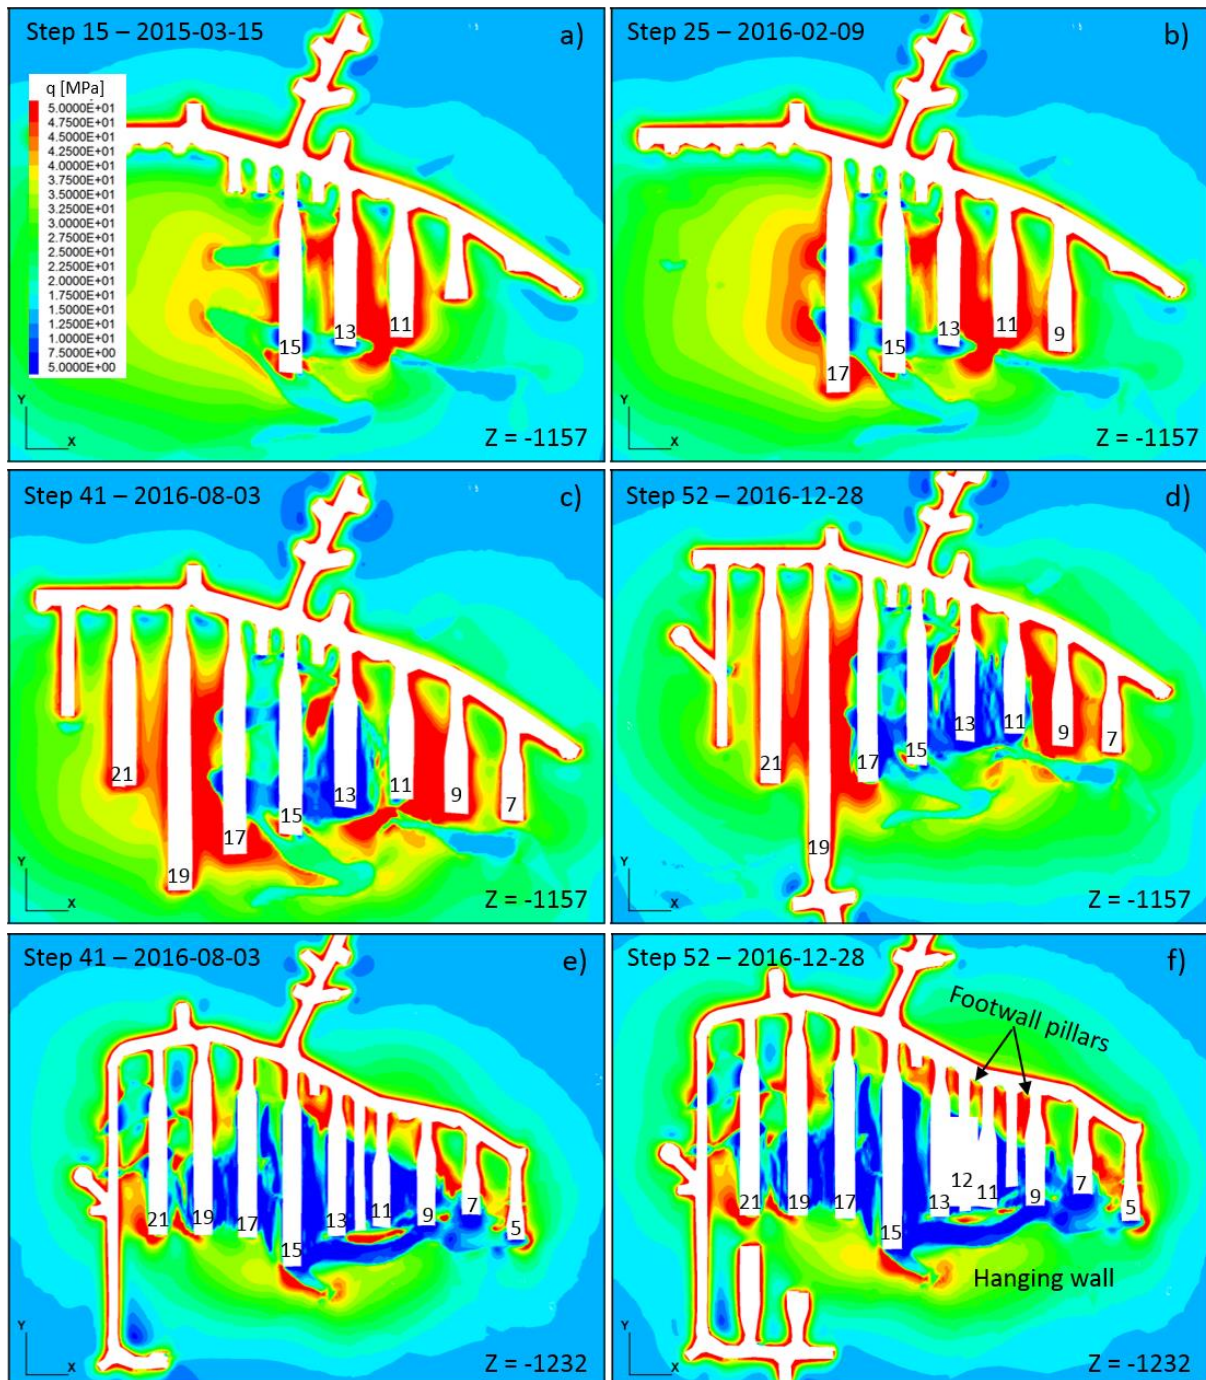 Step 15 – 2015-03-15
a)
q [MPa]
5.0000E+01
4.7500E+01
4.2500E+01
4.0000E+01
3.7500E+01
3.2500E+01
3.0000E+01
2.7500E+01
2.5000E+01
2.2500E+01
2.0000E+01
1.7500E+01
1.5000E+01
1.2500E+01
1.0000E+01
7.5000E+00
5.0000E+00
15
13
11
Y
X
Z = -1157
Step 25 – 2016-02-09
b)
17
15
13
11
9
Y
X
Z = -1157
Step 41 – 2016-08-03
c)
21
19
17
15
13
11
9
7
Y
X
Z = -1157
Step 52 – 2016-12-28
d)
21
19
17
15
13
11
9
7
Y
X
Z = -1157
Step 41 – 2016-08-03
e)
21
19
17
15
13
11
9
7
5
Y
X
Z = -1232
Step 52 – 2016-12-28
f)
Footwall pillars
21
19
17
15
13
12
11
9
7
5
Hanging wall
Y
X
Z = -1232